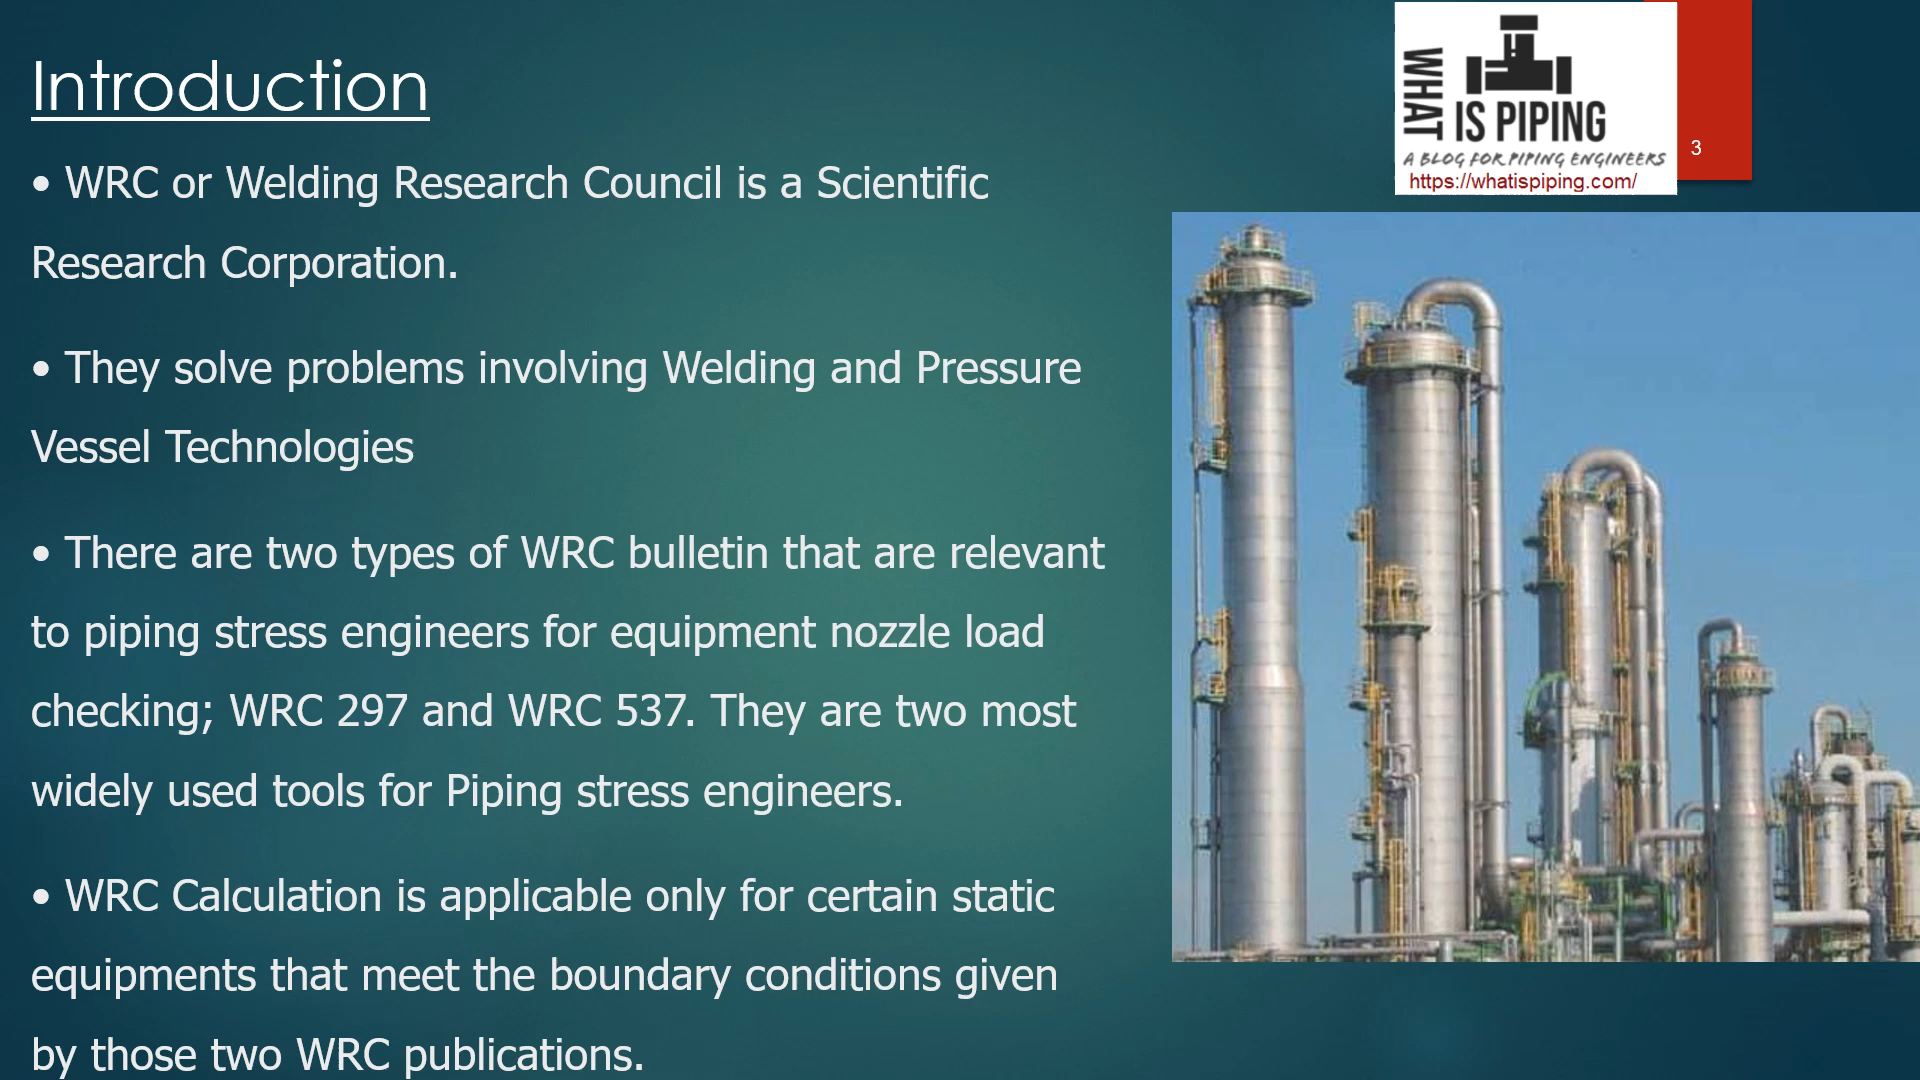 Introduction
• WRC or Welding Research Council is a Scientific
Research Corporation.
• They solve problems involving Welding and Pressure
Vessel Technologies
• There are two types of WRC bulletin that are relevant
to piping stress engineers for equipment nozzle load
checking; WRC 297 and WRC 537. They are two most
widely used tools for Piping stress engineers.
• WRC Calculation is applicable only for certain static
equipments that meet the boundary conditions given
by those two WRC publications.
WHAT
IS PIPING
A BLOG FOR PIPING ENGINEERS
https://whatispiping.com/
3